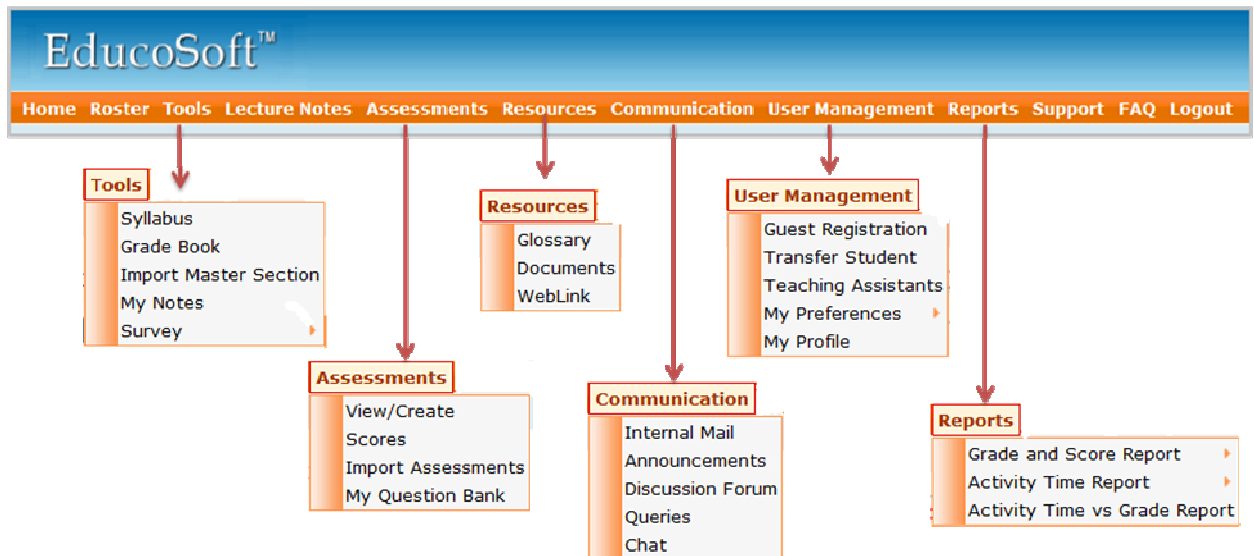 EducoSoft™
Home Roster Tools Lecture Notes Assessments Resources Communication User Management Reports Support FAQ Logout
Tools
Syllabus
Grade Book
Import Master Section
My Notes
Survey
Assessments
View/Create
Scores
Import Assessments
My Question Bank
Resources
Glossary
Documents
WebLink
Communication
Internal Mail
Announcements
Discussion Forum
Queries
Chat
User Management
Guest Registration
Transfer Student
Teaching Assistants
My Preferences
My Profile
Reports
Grade and Score Report
Activity Time Report
Activity Time vs Grade Report